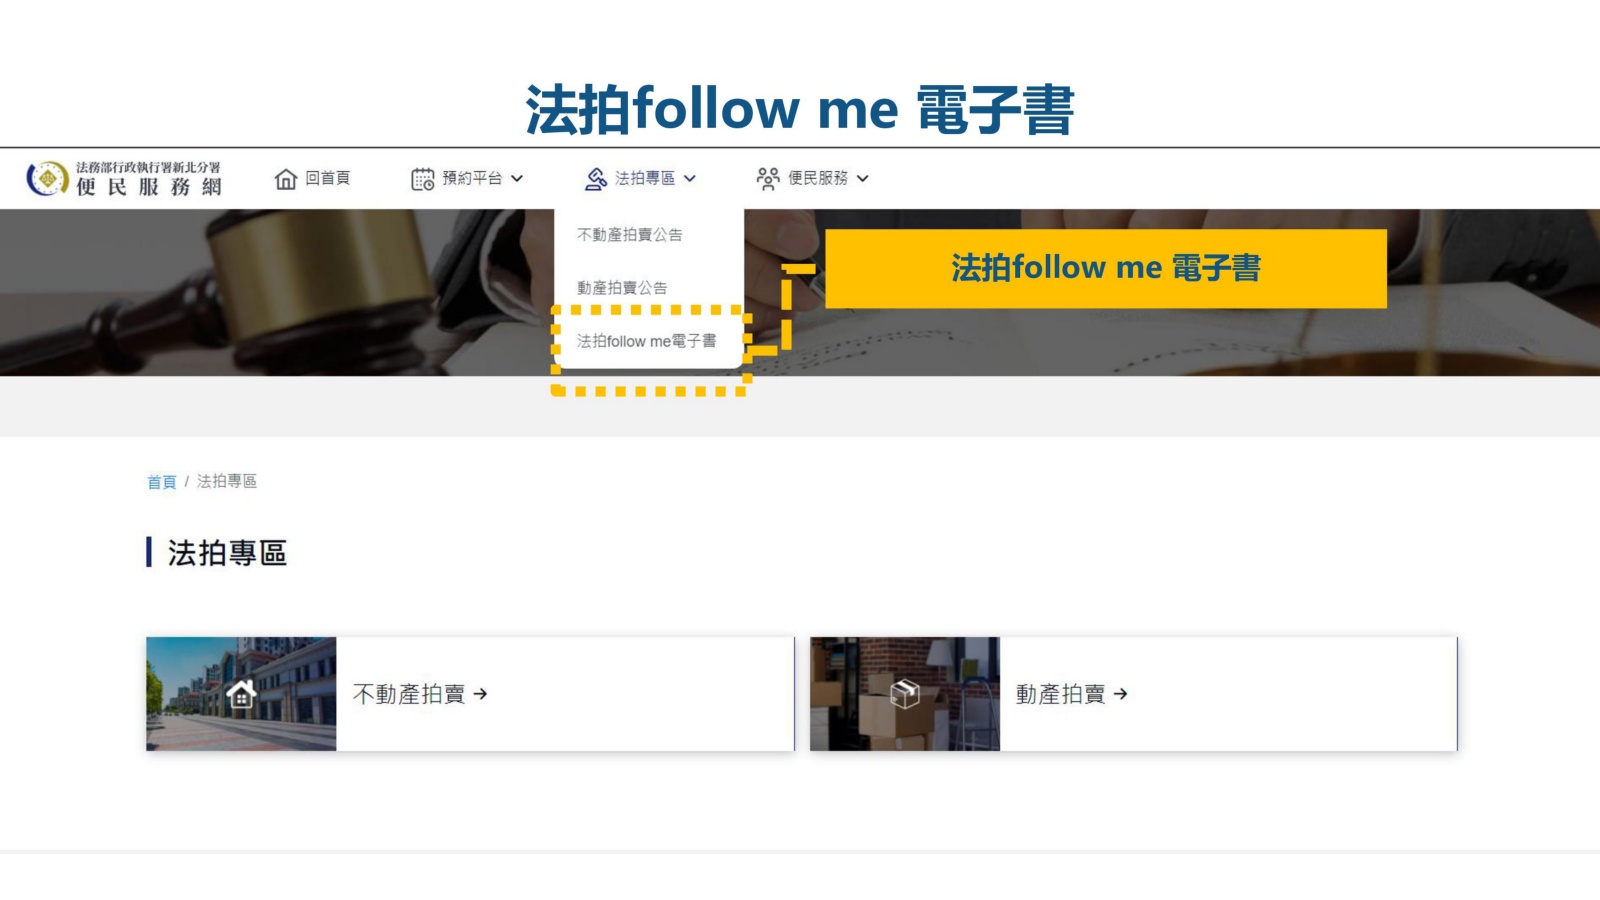 法拍follow me 電子書
法務部行政執行署新北分署
便民服務網
回首頁
預約平台
法拍專區
便民服務
不動產拍賣公告
動產拍賣公告
法拍follow me電子書
法拍follow me 電子書
首頁 / 法拍專區
法拍專區
不動產拍賣 →
動產拍賣 →